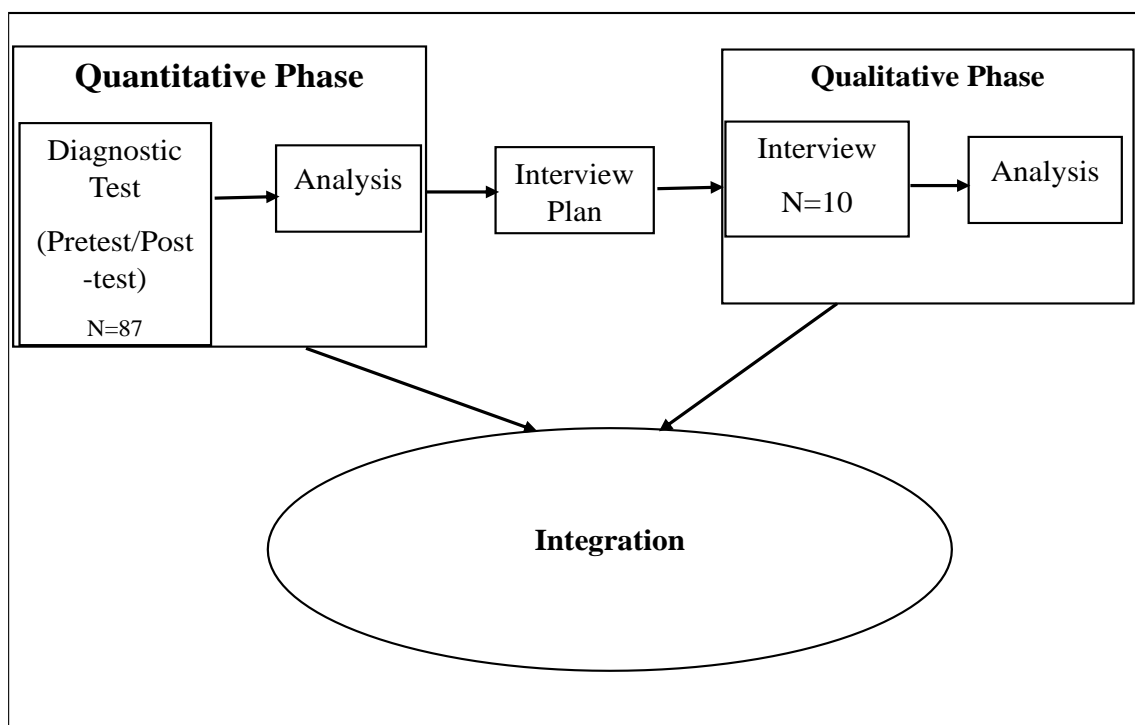 Quantitative Phase
Diagnostic
Test
(Pretest/Post
-test)
N=87
Analysis
Interview
Plan
Qualitative Phase
Interview
N=10
Analysis
Integration